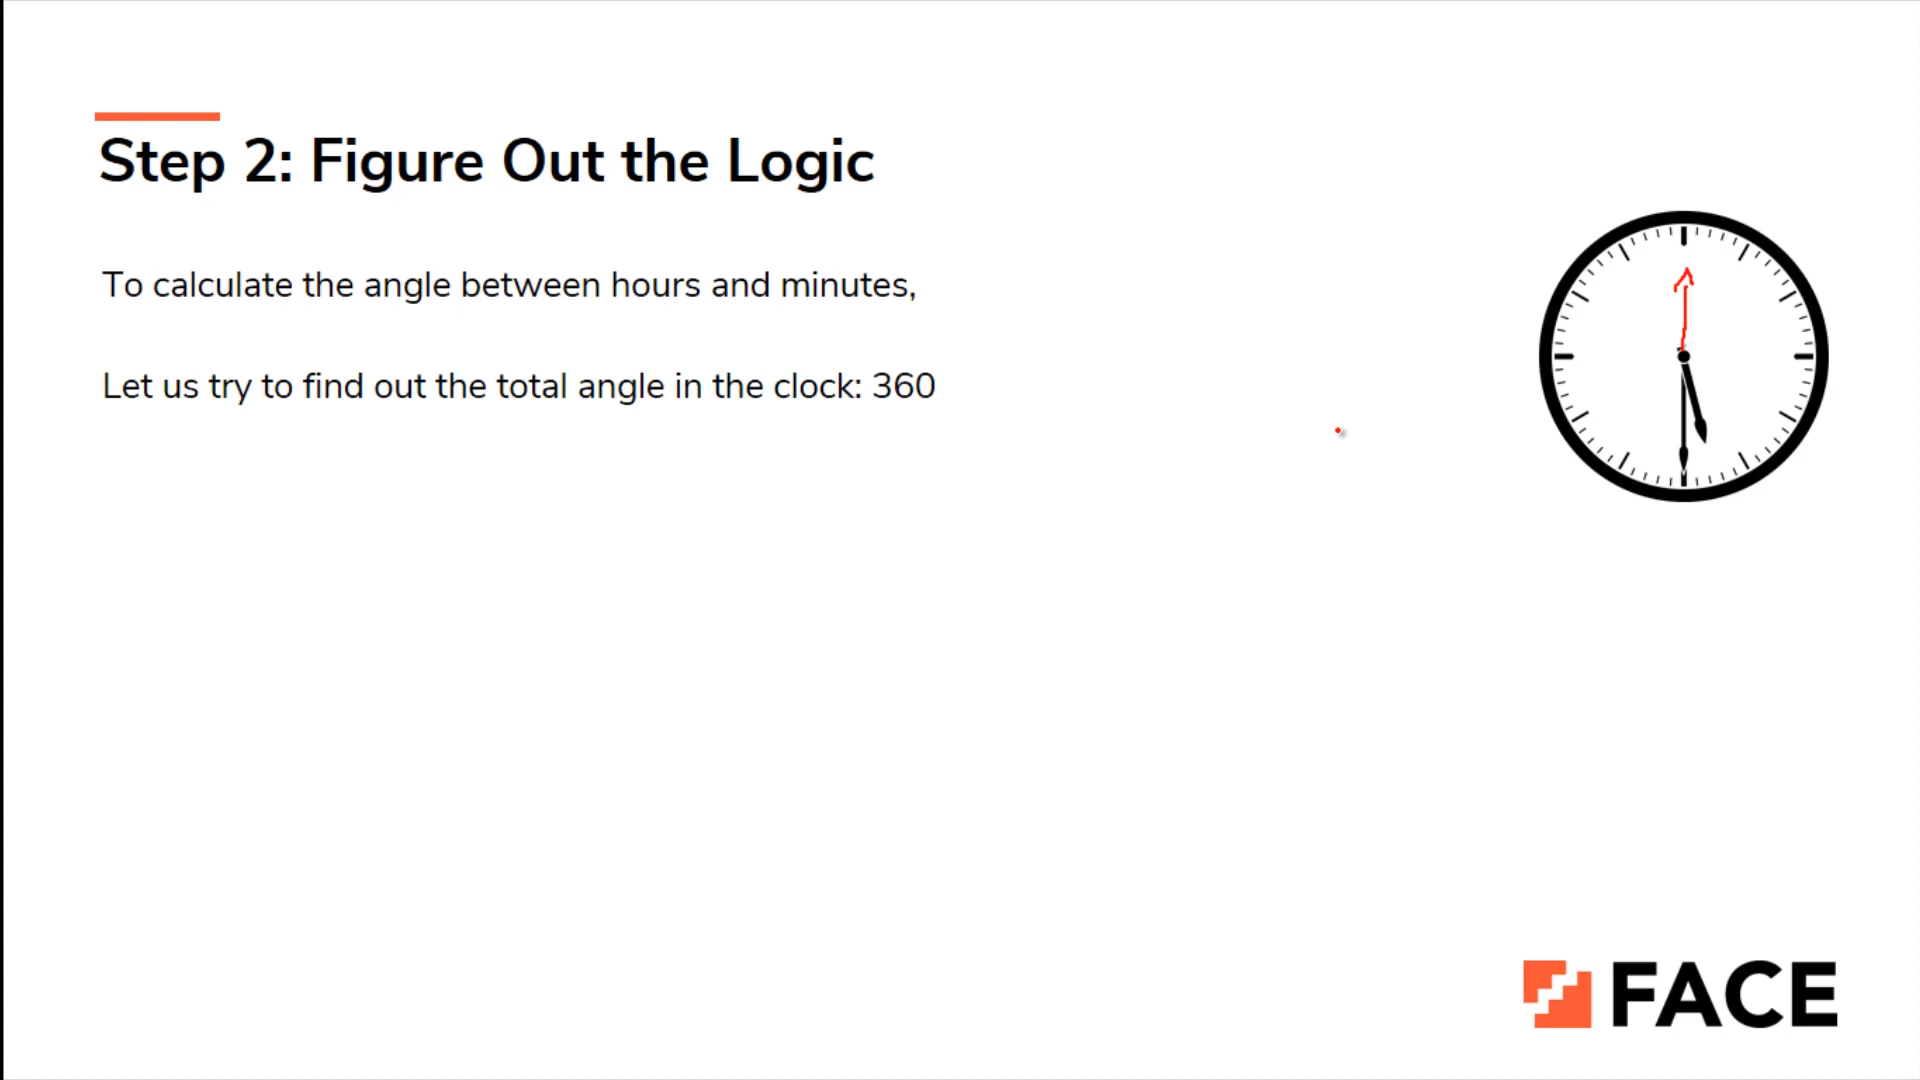 Step 2: Figure Out the Logic
To calculate the angle between hours and minutes,
Let us try to find out the total angle in the clock: 360
FACE